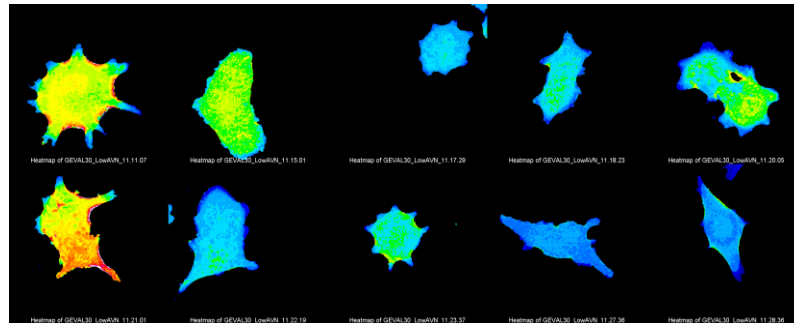 Heatmap of GEVAL30_LowAVN_11.11.07
Heatmap of GEVAL30_LowAVN_11.15.01
Heatmap of GEVAL30_LowAVN_11.17.29
Heatmap of GEVAL30_LowAVN_11.18.23
Heatmap of GEVAL30_LowAVN_11.20.05
Heatmap of GEVAL30_LowAVN_11.21.01
Heatmap of GEVAL30_LowAVN_11.22.19
Heatmap of GEVAL30_LowAVN_11.23.37
Heatmap of GEVAL30_LowAVN_11.27.36
Heatmap of GEVAL30_LowAVN_11.28.36